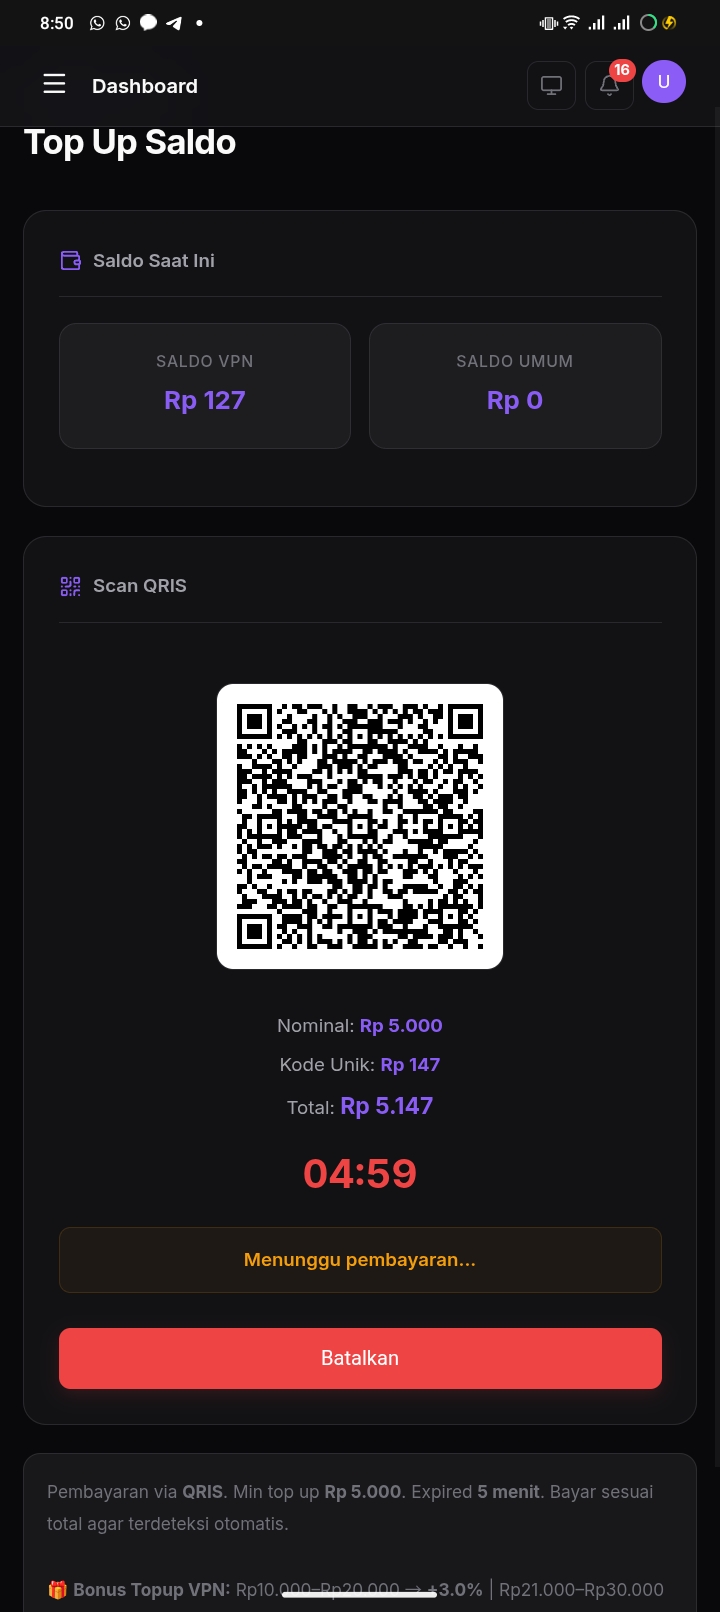 8:50
Dashboard
16
U
Top Up Saldo
Saldo Saat Ini
SALDO VPN
Rp 127
SALDO UMUM
Rp 0
Scan QRIS
Nominal: Rp 5.000
Kode Unik: Rp 147
Total: Rp 5.147
04:59
Menunggu pembayaran...
Batalkan
Pembayaran via QRIS. Min top up Rp 5.000. Expired 5 menit. Bayar sesuai
total agar terdeteksi otomatis.
🎁 Bonus Topup VPN: Rp10.000–Rp20.000 → +3.0% | Rp21.000–Rp30.000